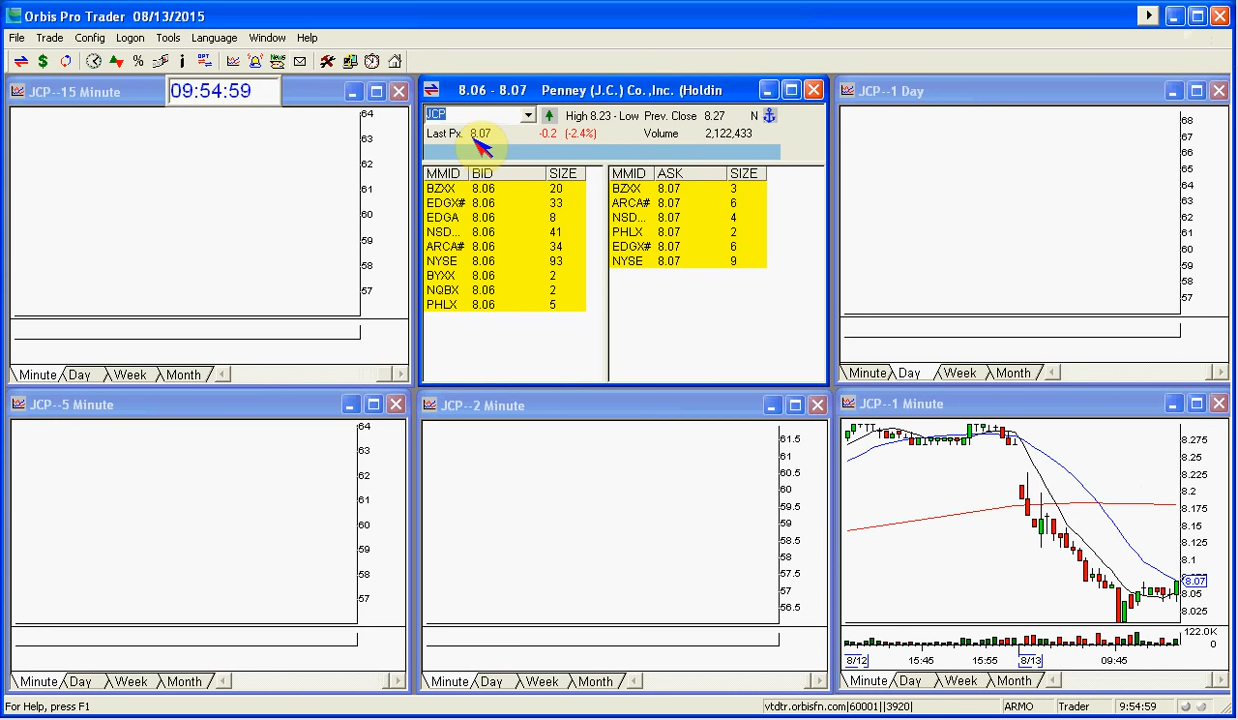 Orbis Pro Trader 08/13/2015
File Trade Config Logon Tools Language Window Help
JCP--15 Minute
09:54:59
64
63
62
61
60
59
58
57
Minute Day Week Month
8.06 - 8.07 Penney (J.C.) Co.,Inc. (Holdin
JCP High 8.23 - Low Prev. Close 8.27 N
Last Px. 8.07 -0.2 (-2.4%) Volume 2,122,433
MMID BID SIZE MMID ASK SIZE
BZXX 8.06 20 BZXX 8.07 3
EDGX# 8.06 33 ARCA# 8.07 6
EDGA 8.06 8 NSD... 8.07 4
NSD... 8.06 41 PHLX 8.07 2
ARCA# 8.06 34 EDGX# 8.07 6
NYSE 8.06 93 NYSE 8.07 9
BYXX 8.06 2
NQBX 8.06 2
PHLX 8.06 5
JCP--1 Day
68
67
66
65
64
63
62
61
60
59
58
57
Minute Day Week Month
JCP--5 Minute
64
63
62
61
60
59
58
57
Minute Day Week Month
JCP--2 Minute
61.5
61
60.5
60
59.5
59
58.5
58
57.5
57
56.5
Minute Day Week Month
JCP--1 Minute
8.275
8.25
8.225
8.2
8.175
8.15
8.125
8.1
8.07
8.05
8.025
122.0K
0
8/12 15:45 15:55 8/13 09:45
Minute Day Week Month
For Help, press F1 vtdtr.orbisfn.com|60001||3920| ARMO Trader 9:54:59